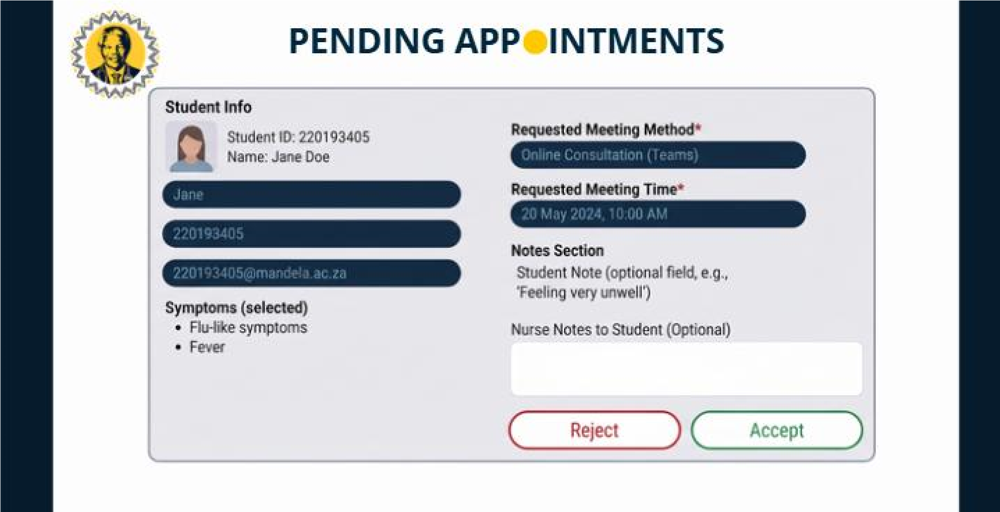 PENDING APPOINTMENTS
Student Info
Student ID: 220193405
Name: Jane Doe
Jane
220193405
220193405@mandela.ac.za
Symptoms (selected)
• Flu-like symptoms
• Fever
Requested Meeting Method*
Online Consultation (Teams)
Requested Meeting Time*
20 May 2024, 10:00 AM
Notes Section
Student Note (optional field, e.g.,
'Feeling very unwell')
Nurse Notes to Student (Optional)
Reject
Accept